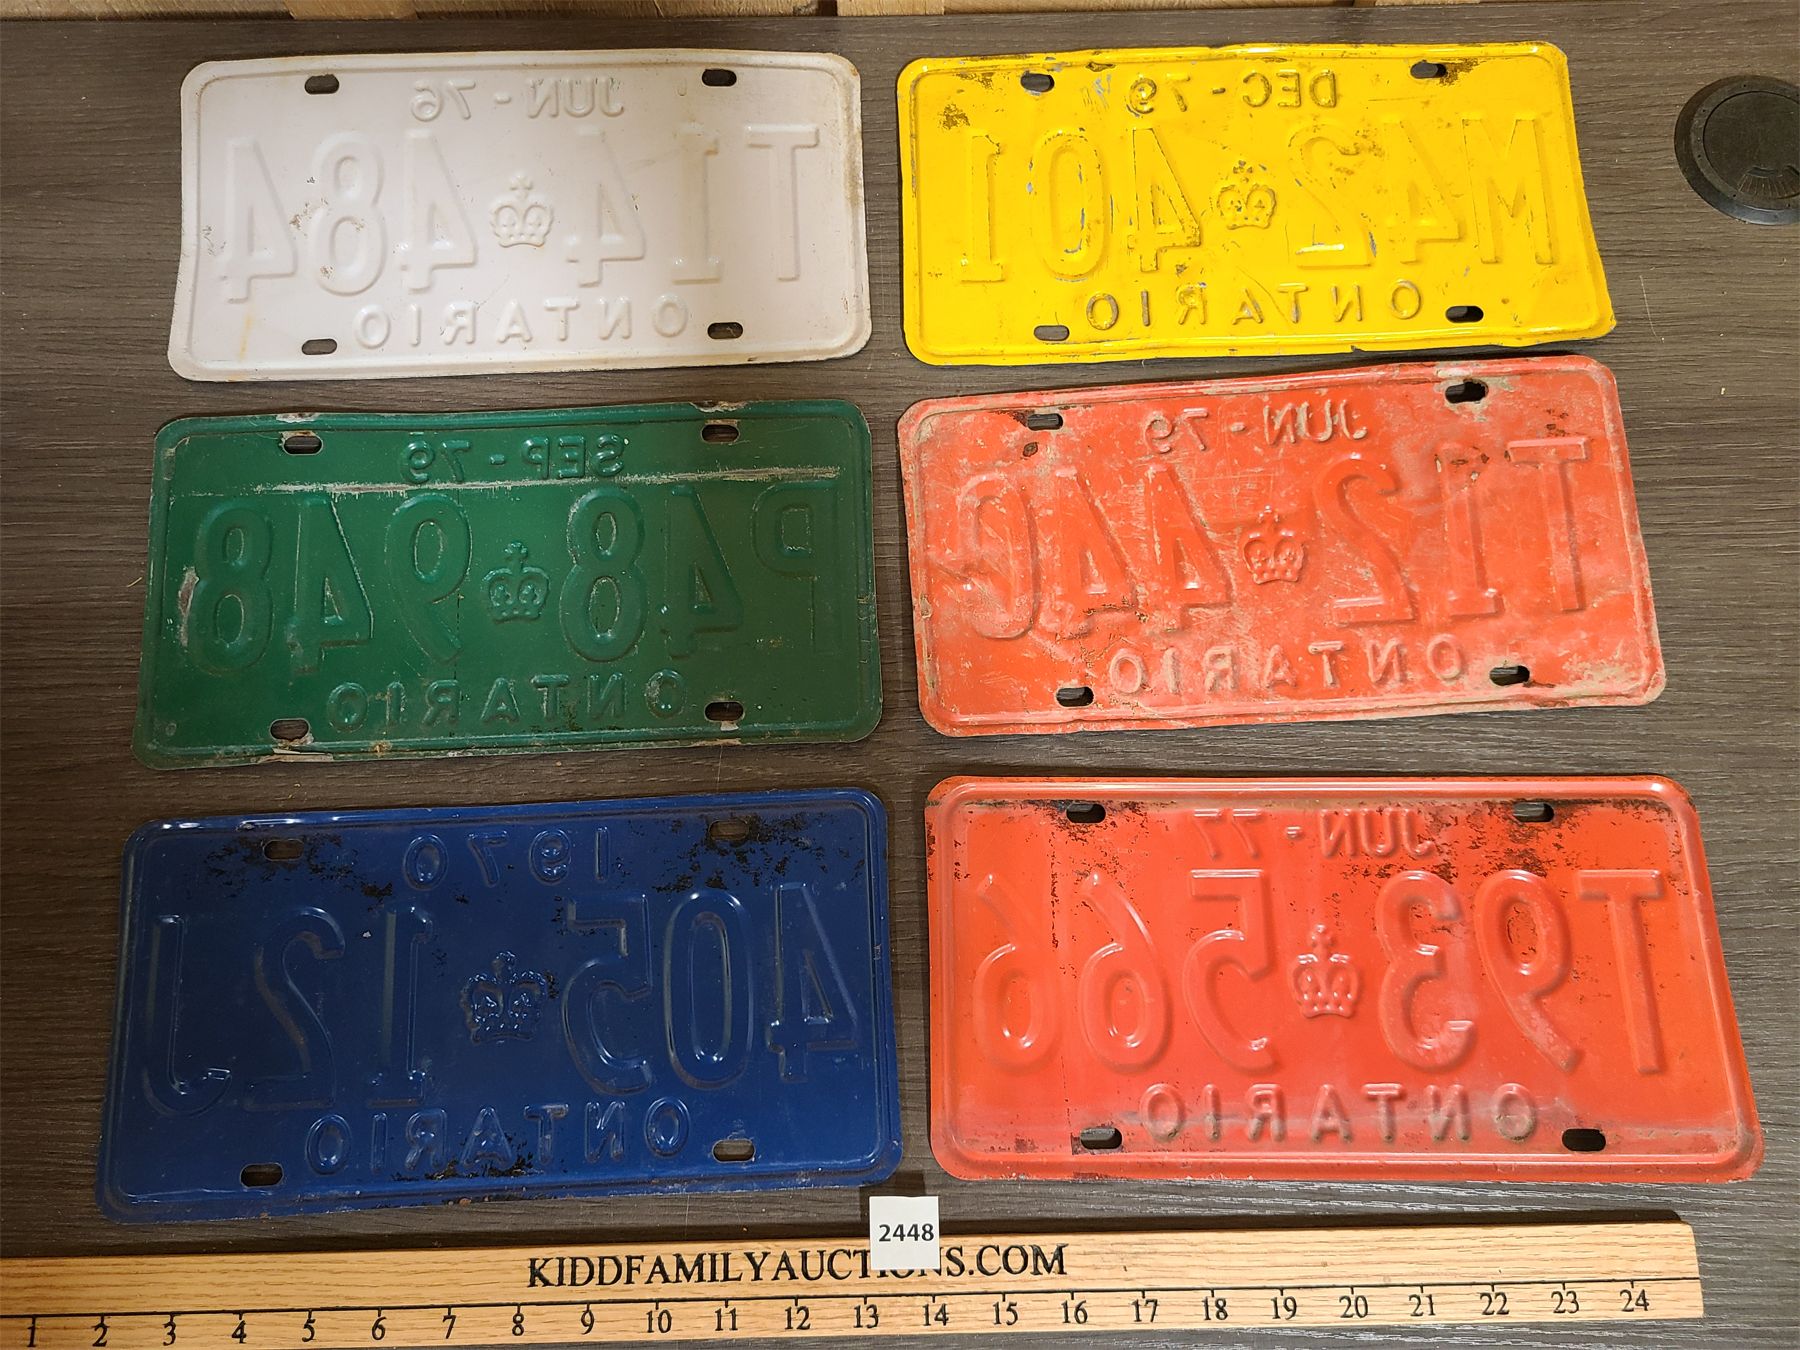 JUN - 76
T14 484
ONTARIO
DEC - 79
M42 401
ONTARIO
SEP - 79
P48 948
ONTARIO
JUN - 79
T12
ONTARIO
1970
405 12J
ONTARIO
JUN - 77
T93 566
ONTARIO
2448
KIDDFAMILYAUCTIONS.COM
1 2 3 4 5 6 7 8 9 10 11 12 13 14 15 16 17 18 19 20 21 22 23 24